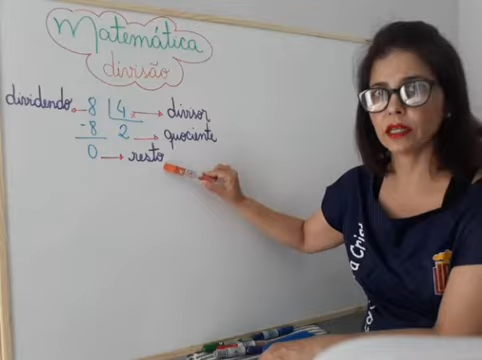 Matemática
divisão
dividendo 8 4 divisor
-8 2 quociente
0 resto